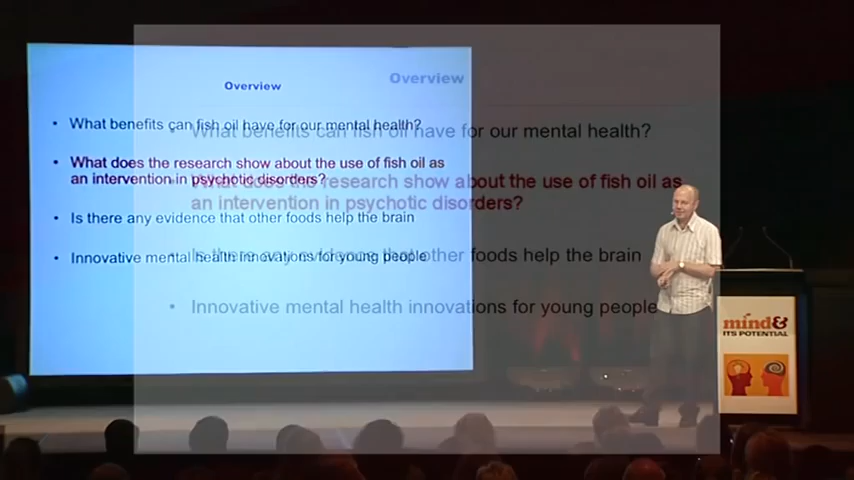 Overview
• What benefits can fish oil have for our mental health?
• What does the research show about the use of fish oil as
an intervention in psychotic disorders?
• Is there any evidence that other foods help the brain
• Innovative mental health innovations for young people
Overview
What benefits can fish oil have for our mental health?
What does the research show about the use of fish oil as
an intervention in psychotic disorders?
Is there any evidence that other foods help the brain
• Innovative mental health innovations for young people
mind&
ITS POTENTIAL